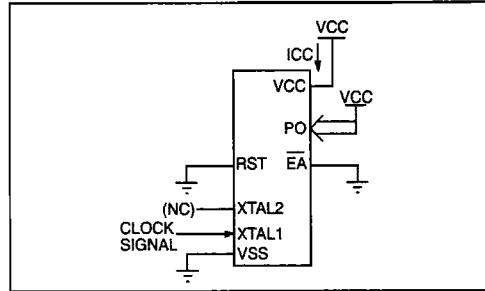 VCC
ICC
VCC
VCC
PO
RST
EA
(NC)
XTAL2
CLOCK
SIGNAL
XTAL1
VSS